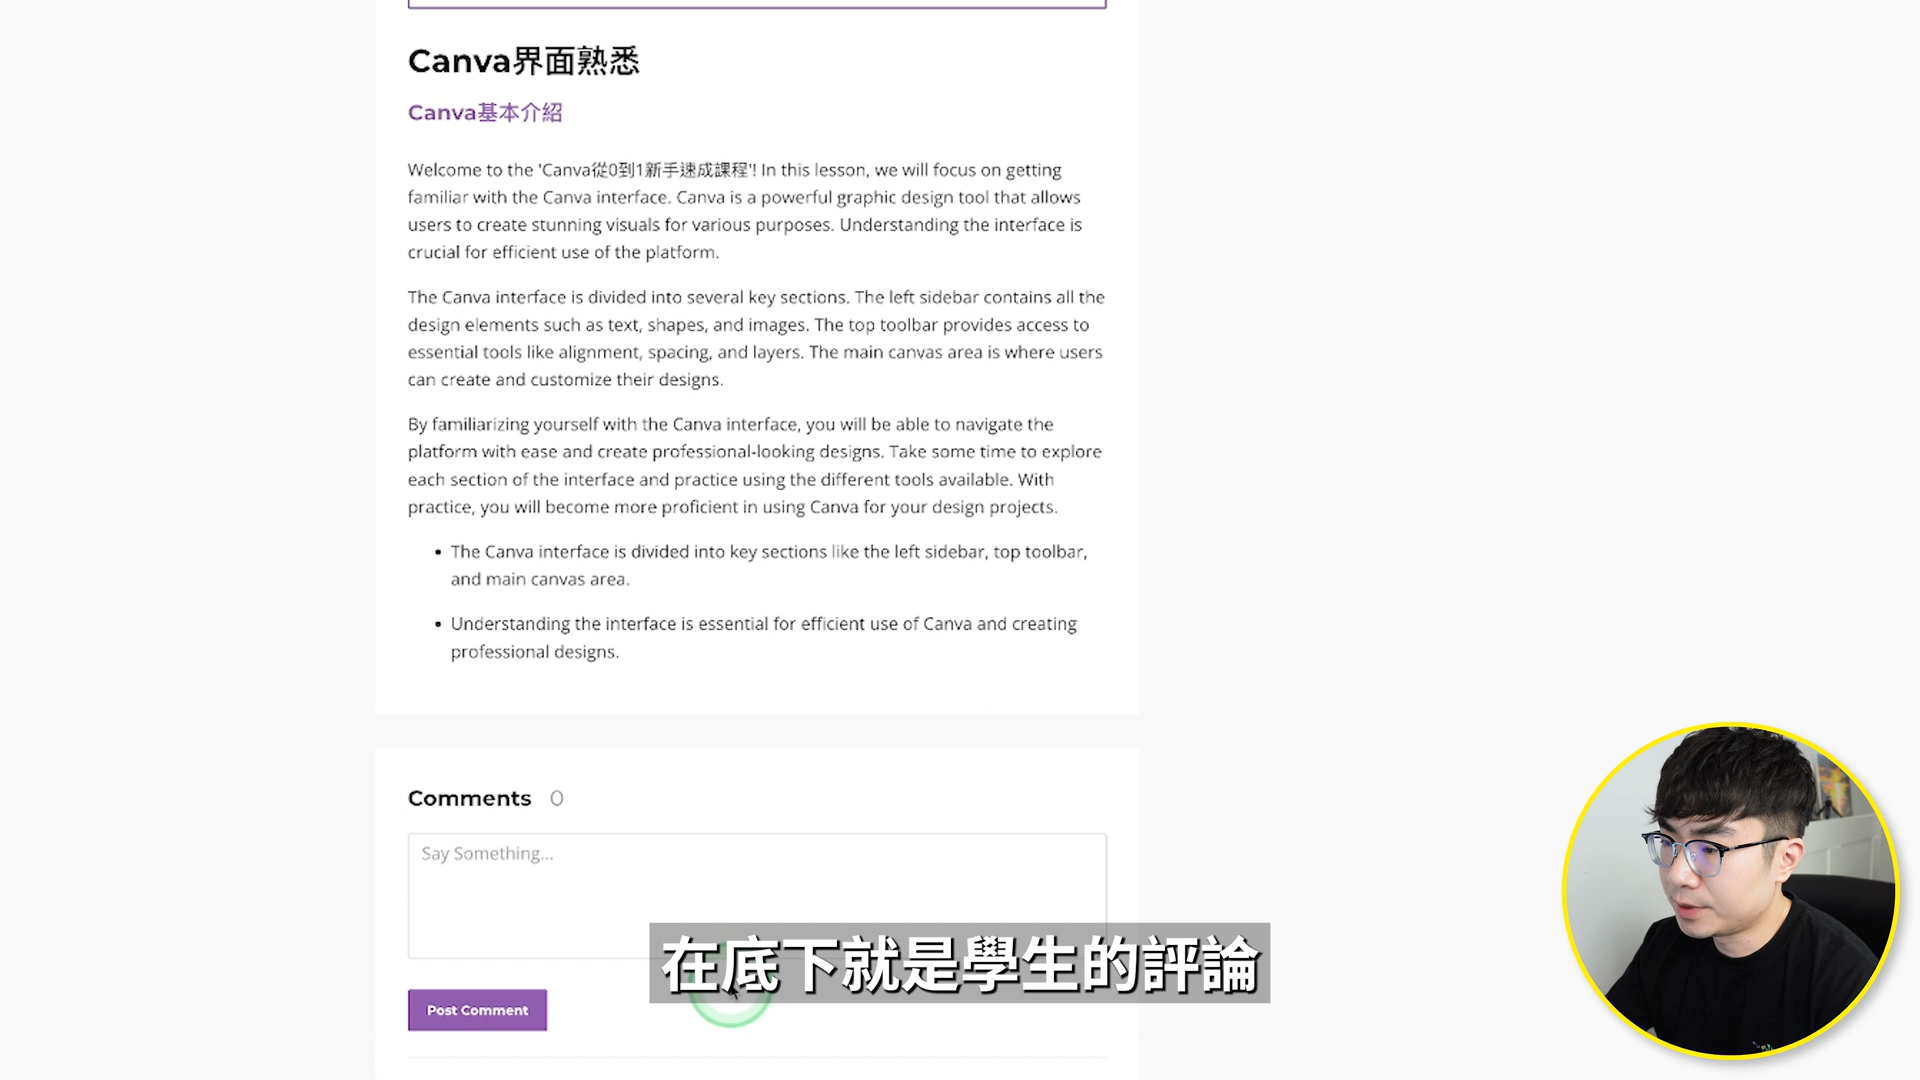 Canva界面熟悉
Canva基本介紹
Welcome to the 'Canva從0到1新手速成課程'! In this lesson, we will focus on getting
familiar with the Canva interface. Canva is a powerful graphic design tool that allows
users to create stunning visuals for various purposes. Understanding the interface is
crucial for efficient use of the platform.
The Canva interface is divided into several key sections. The left sidebar contains all the
design elements such as text, shapes, and images. The top toolbar provides access to
essential tools like alignment, spacing, and layers. The main canvas area is where users
can create and customize their designs.
By familiarizing yourself with the Canva interface, you will be able to navigate the
platform with ease and create professional-looking designs. Take some time to explore
each section of the interface and practice using the different tools available. With
practice, you will become more proficient in using Canva for your design projects.
• The Canva interface is divided into key sections like the left sidebar, top toolbar,
and main canvas area.
• Understanding the interface is essential for efficient use of Canva and creating
professional designs.
Comments 0
Say Something...
在底下就是學生的評論
Post Comment